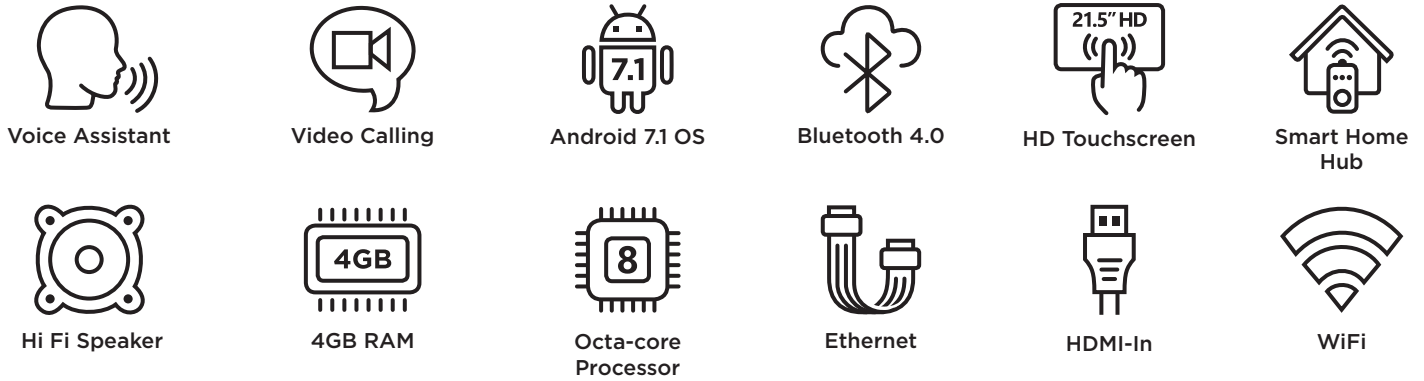 7.1
21.5" HD
Voice Assistant
Video Calling
Android 7.1 OS
Bluetooth 4.0
HD Touchscreen
Smart Home
Hub
4GB
8
Hi Fi Speaker
4GB RAM
Octa-core
Processor
Ethernet
HDMI-In
WiFi